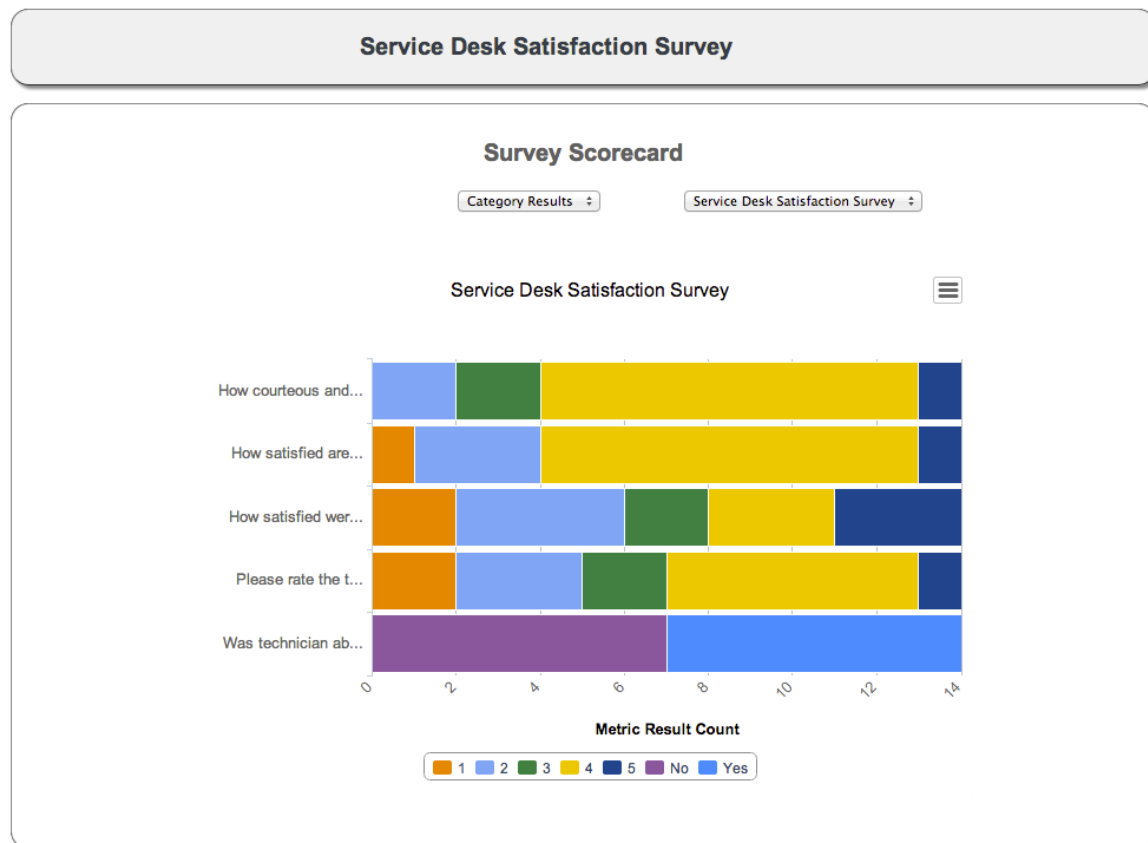 Service Desk Satisfaction Survey
Survey Scorecard
Category Results
Service Desk Satisfaction Survey
Service Desk Satisfaction Survey
How courteous and...
How satisfied are...
How satisfied wer...
Please rate the t...
Was technician ab...
0 2 4 6 8 10 12 14
Metric Result Count
1 2 3 4 5 No Yes